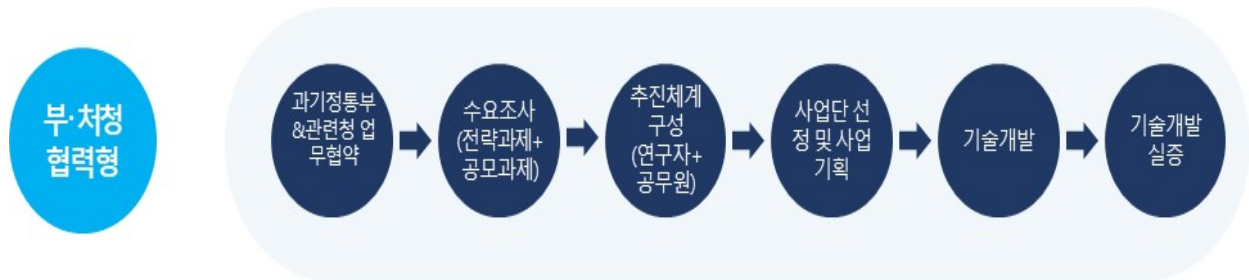 부·처청
협력형
과기정통부
&관련청 업
무협약
수요조사
(전략과제+
공모과제)
추진체계
구성
(연구자+
공무원)
사업단 선
정 및 사업
기획
기술개발
기술개발
실증